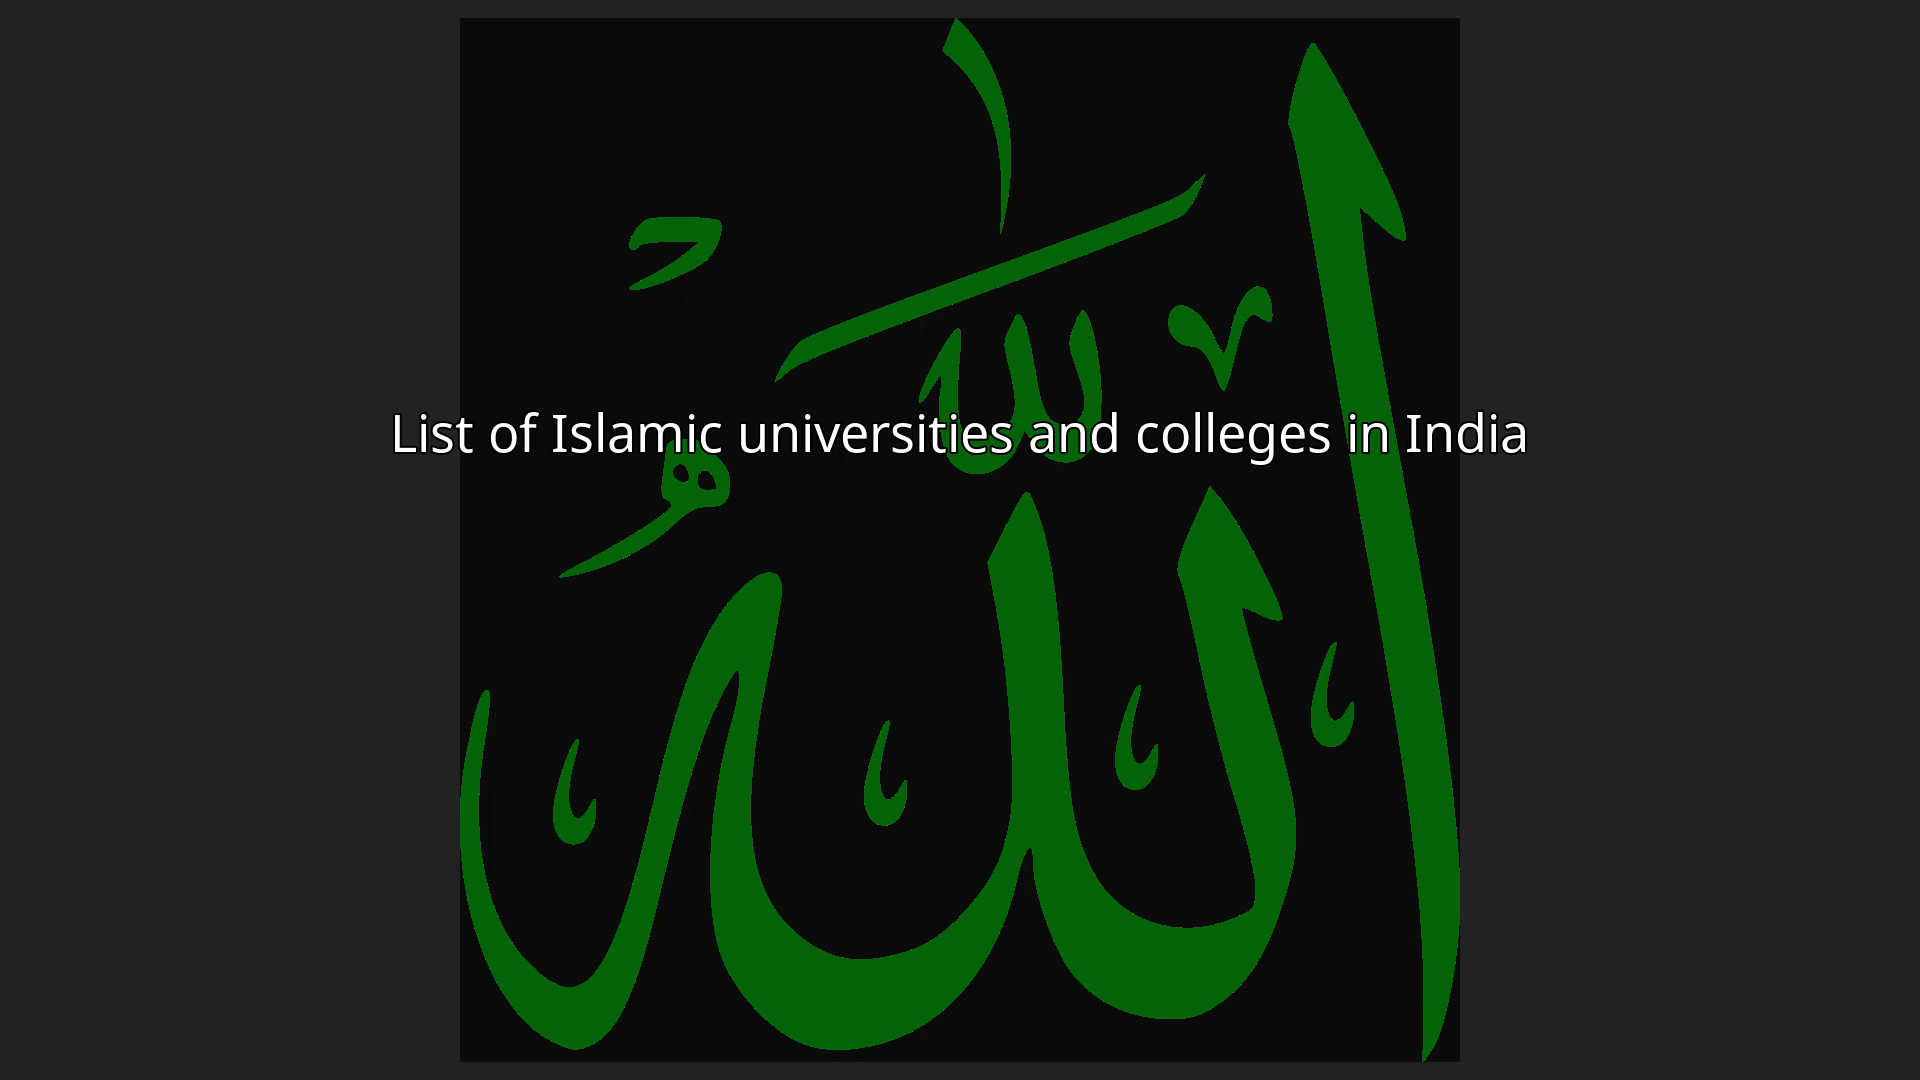 الله
List of Islamic universities and colleges in India